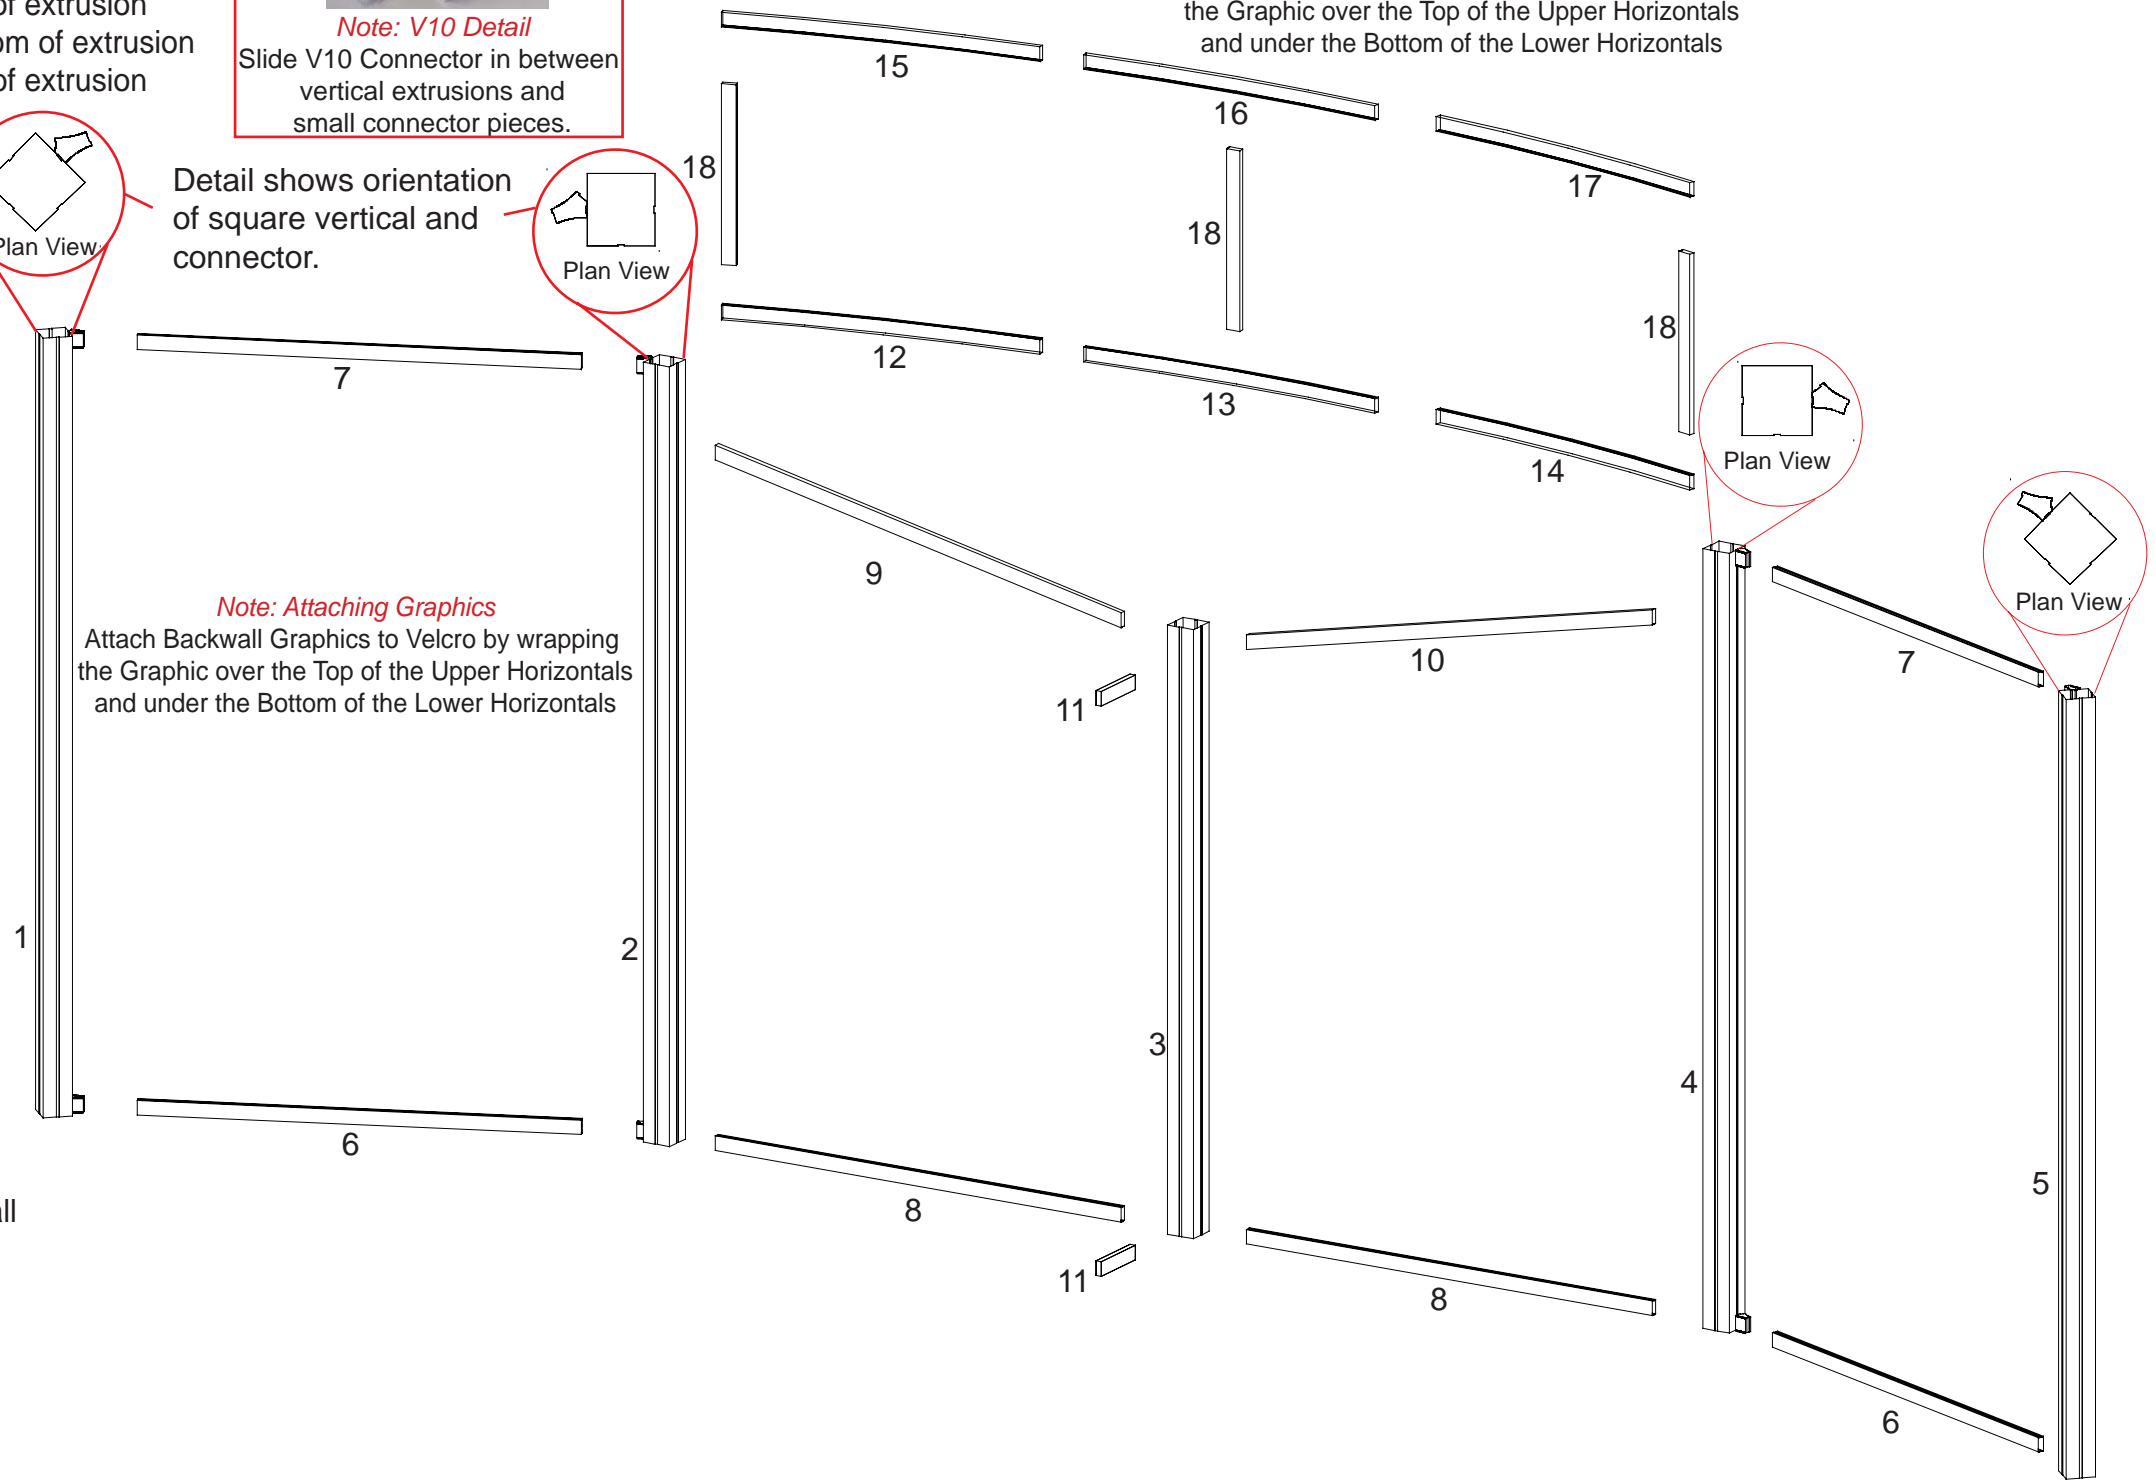 of extrusion
om of extrusion
of extrusion
Note: V10 Detail
Slide V10 Connector in between
vertical extrusions and
small connector pieces.
the Graphic over the Top of the Upper Horizontals
and under the Bottom of the Lower Horizontals
15
16
17
18
18
18
Plan View
Detail shows orientation
of square vertical and
connector.
Plan View
12
13
14
7
Plan View
Plan View
9
10
7
11
Note: Attaching Graphics
Attach Backwall Graphics to Velcro by wrapping
the Graphic over the Top of the Upper Horizontals
and under the Bottom of the Lower Horizontals
1
2
3
4
5
6
8
11
8
6
all